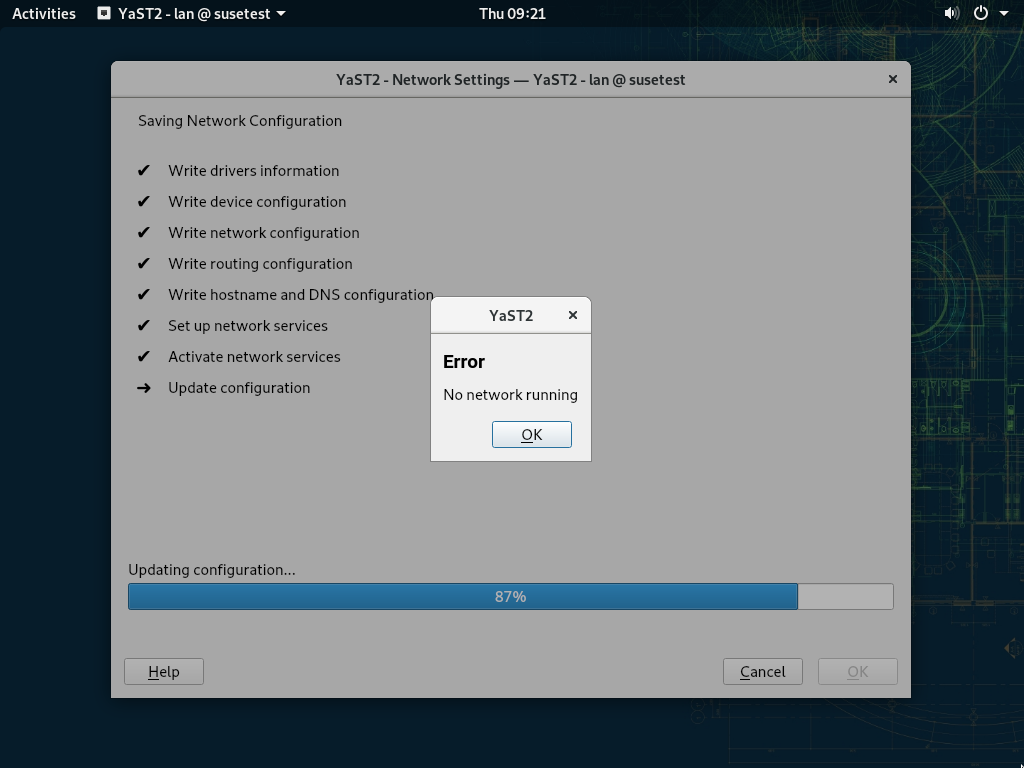 Activities YaST2 - lan @ susetest Thu 09:21
YaST2 - Network Settings — YaST2 - lan @ susetest
Saving Network Configuration
Write drivers information
Write device configuration
Write network configuration
Write routing configuration
Write hostname and DNS configuration
Set up network services
Activate network services
Update configuration
YaST2
Error
No network running
OK
Updating configuration...
87%
Help Cancel OK